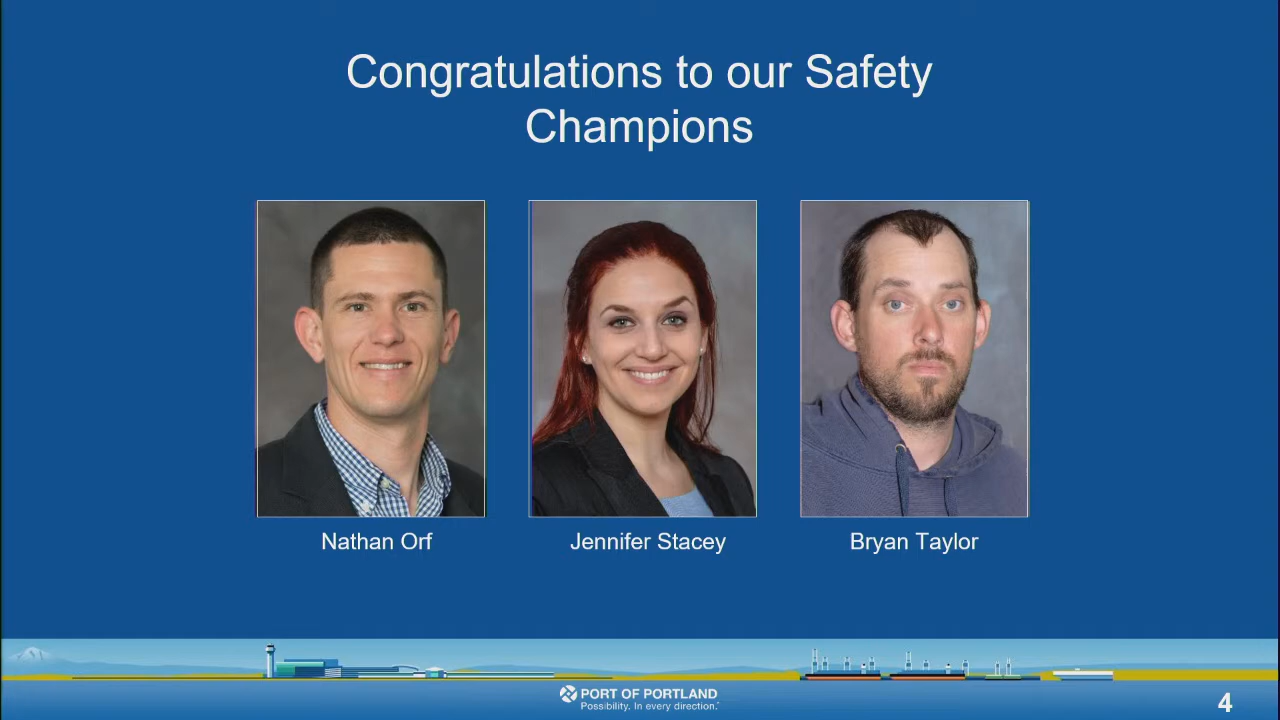 Congratulations to our Safety
Champions
Nathan Orf
Jennifer Stacey
Bryan Taylor
PORT OF PORTLAND
Possibility. In every direction.
4